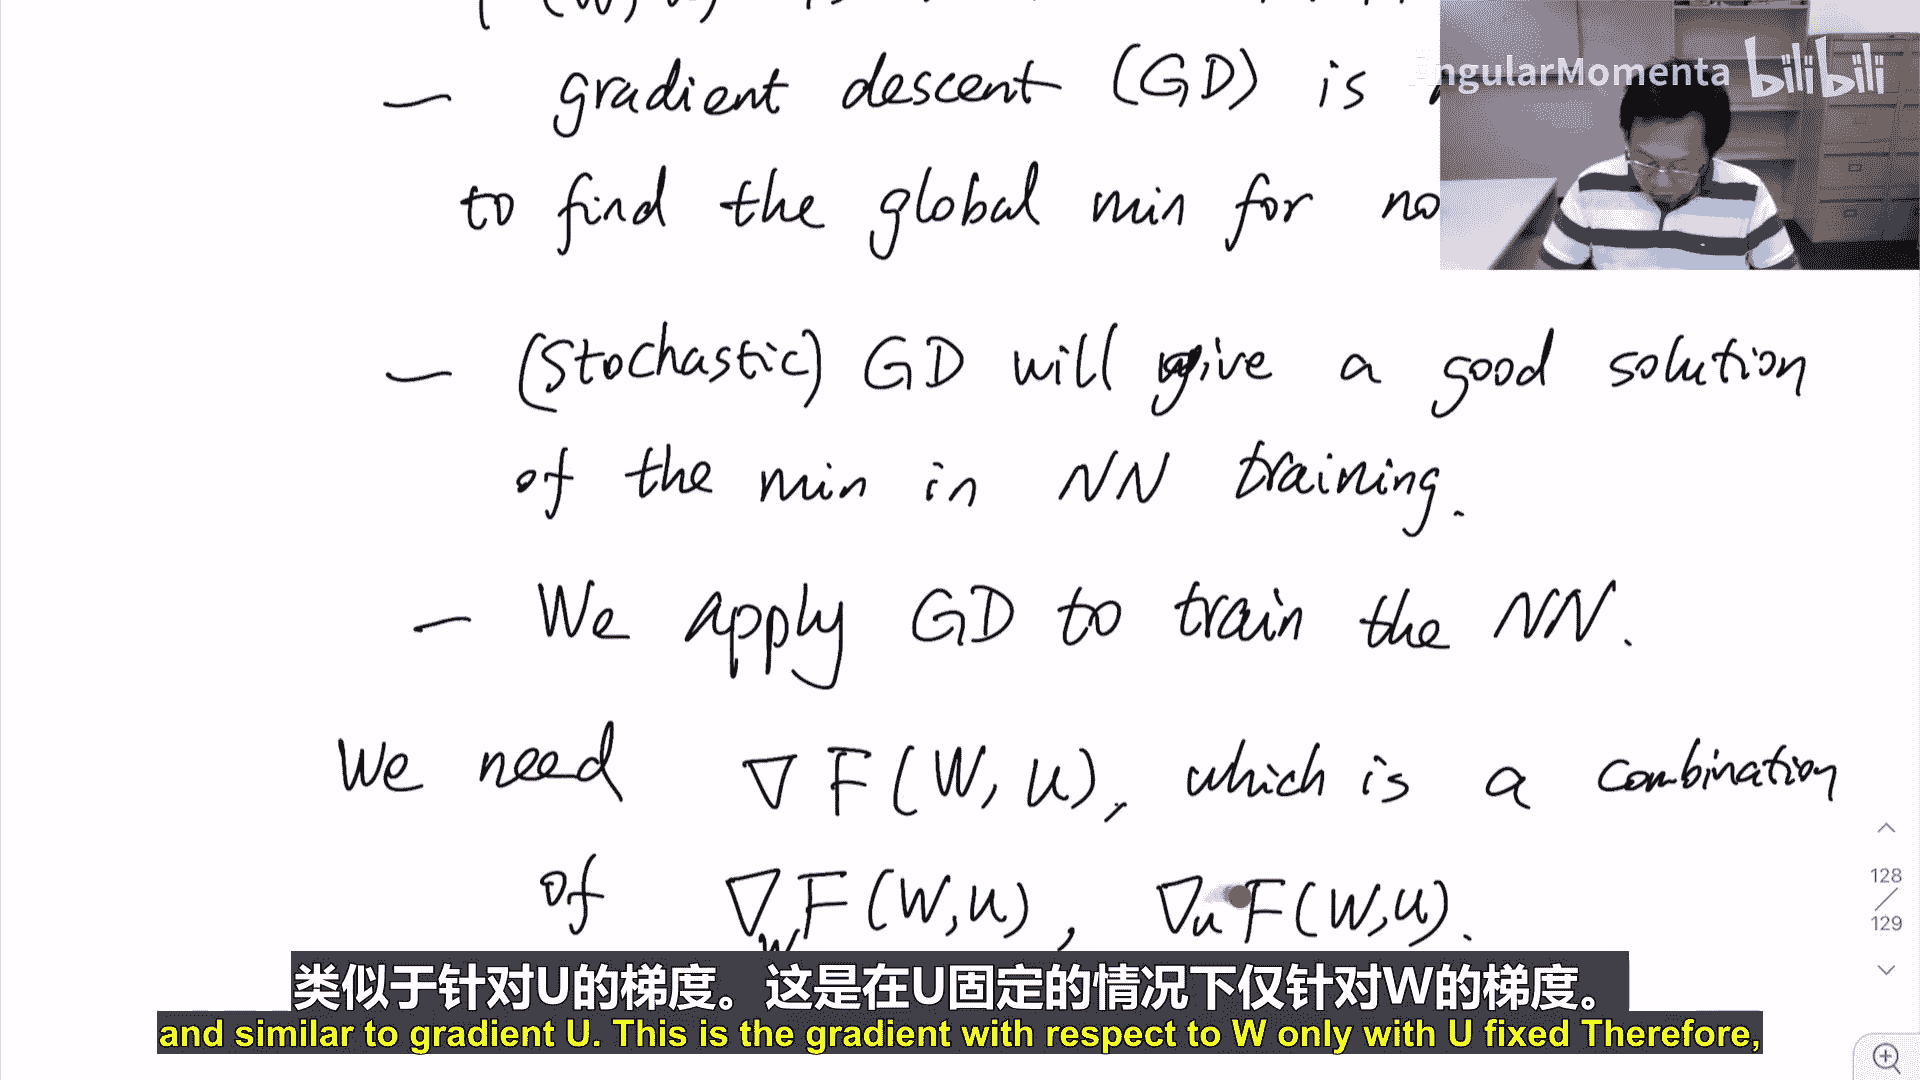 — gradient descent (GD) is
ngularMomenta bilibili
to find the global min for
— (Stochastic) GD will give a good solution
of the min in NN training.
— We apply GD to train the NN.
We need ∇F(W,U), which is a combination
of ∇_W F(W,U), ∇_U F(W,U).
128
/
129
类似于针对U的梯度。这是在U固定的情况下仅针对W的梯度。
and similar to gradient U. This is the gradient with respect to W only with U fixed Therefore,